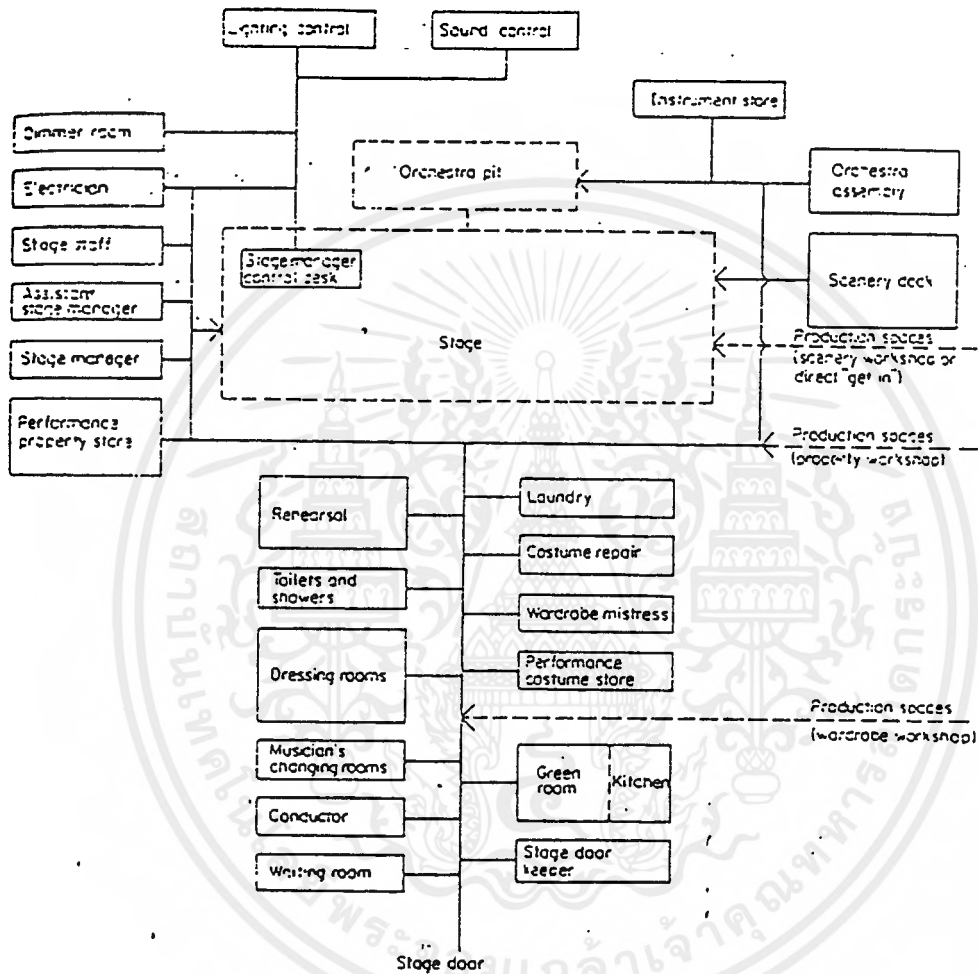 Lighting control
Sound control
Instrument store
Dimmer room
Orchestra pit
Orchestra
assembly
Electrician
Stage staff
Stage manager
control desk
Scenery dock
Assistant
stage manager
Stage
Production spaces
(scenery workshop or
direct "get in")
Stage manager
Performance
property store
Production spaces
(property workshop)
Rehearsal
Laundry
Costume repair
Toilets and
showers
Wardrobe mistress
Dressing rooms
Performance
costume store
Production spaces
(wardrobe workshop)
Musician's
changing rooms
Green
room
Kitchen
Conductor
Stage door
keeper
Waiting room
Stage door